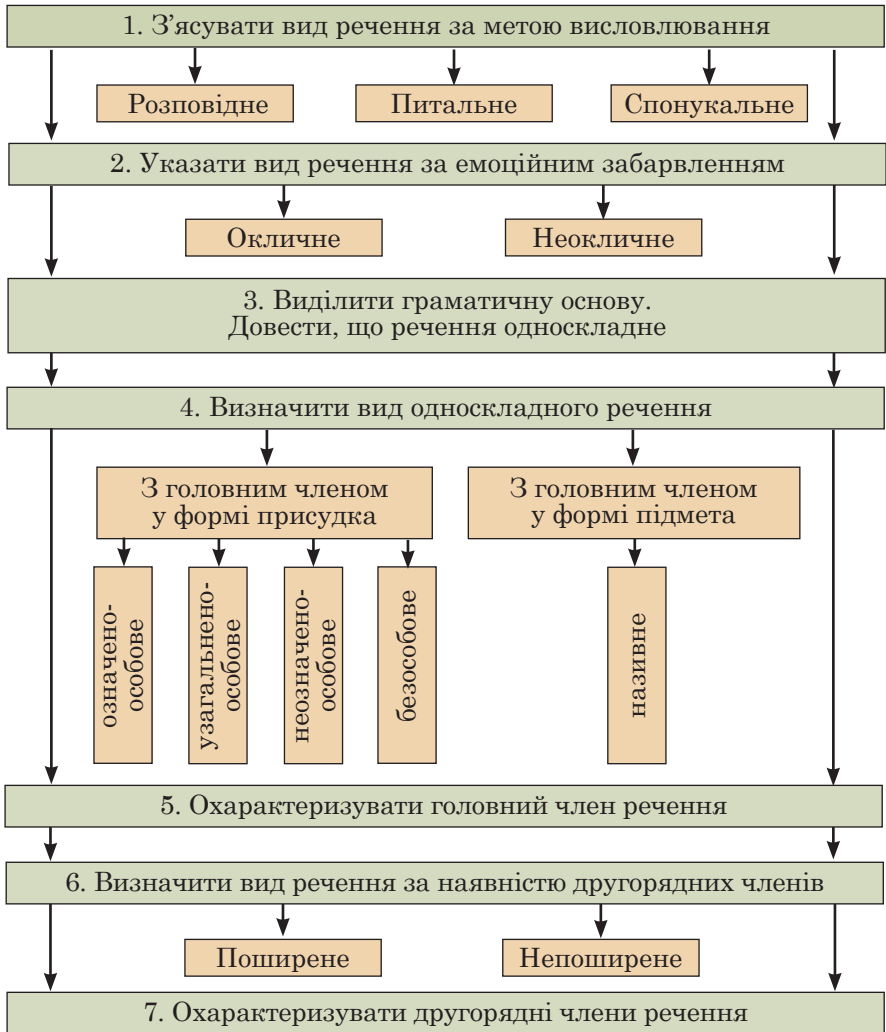 1. З'ясувати вид речення за метою висловлювання
Розповідне
Питальне
Спонукальне
2. Указати вид речення за емоційним забарвленням
Окличне
Неокличне
3. Виділити граматичну основу.
Довести, що речення односкладне
4. Визначити вид односкладного речення
З головним членом
у формі присудка
З головним членом
у формі підмета
означено-
особове
узагальнено-
особове
неозначено-
особове
безособове
називне
5. Охарактеризувати головний член речення
6. Визначити вид речення за наявністю другорядних членів
Поширене
Непоширене
7. Охарактеризувати другорядні члени речення